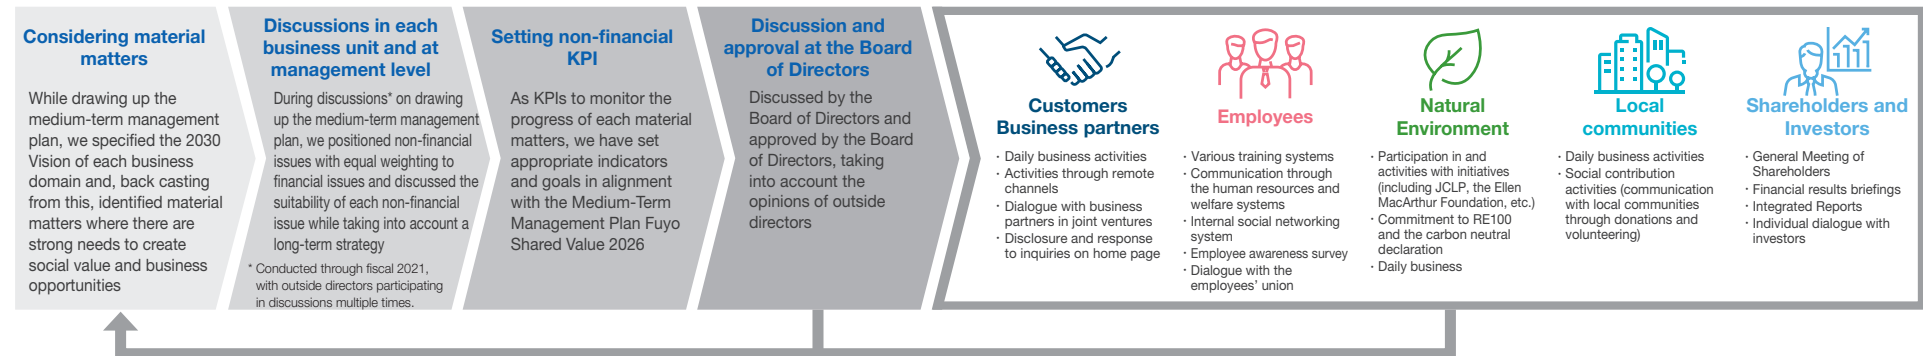 Considering material
matters
While drawing up the
medium-term management
plan, we specified the 2030
Vision of each business
domain and, back casting
from this, identified material
matters where there are
strong needs to create
social value and business
opportunities
Discussions in each
business unit and at
management level
During discussions* on drawing
up the medium-term management
plan, we positioned non-financial
issues with equal weighting to
financial issues and discussed the
suitability of each non-financial
issue while taking into account a
long-term strategy
* Conducted through fiscal 2021,
with outside directors participating
in discussions multiple times.
Setting non-financial
KPI
As KPIs to monitor the
progress of each material
matters, we have set
appropriate indicators
and goals in alignment
with the Medium-Term
Management Plan Fuyo
Shared Value 2026
Discussion and
approval at the Board
of Directors
Discussed by the
Board of Directors and
approved by the Board
of Directors, taking
into account the
opinions of outside
directors
Customers
Business partners
· Daily business activities
· Activities through remote
channels
· Dialogue with business
partners in joint ventures
· Disclosure and response
to inquiries on home page
Employees
· Various training systems
· Communication through
the human resources and
welfare systems
· Internal social networking
system
· Employee awareness survey
· Dialogue with the
employees' union
Natural
Environment
· Participation in and
activities with initiatives
(including JCLP, the Ellen
MacArthur Foundation, etc.)
· Commitment to RE100
and the carbon neutral
declaration
· Daily business
Local
communities
· Daily business activities
· Social contribution
activities (communication
with local communities
through donations and
volunteering)
Shareholders and
Investors
· General Meeting of
Shareholders
· Financial results briefings
· Integrated Reports
· Individual dialogue with
investors